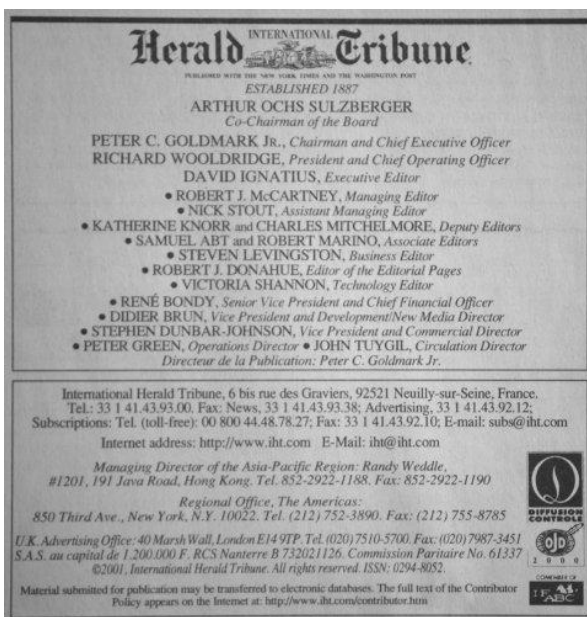 Herald INTERNATIONAL Tribune
PUBLISHED WITH THE NEW YORK TIMES AND THE WASHINGTON POST
ESTABLISHED 1887
ARTHUR OCHS SULZBERGER
Co-Chairman of the Board
PETER C. GOLDMARK JR., Chairman and Chief Executive Officer
RICHARD WOOLDRIDGE, President and Chief Operating Officer
DAVID IGNATIUS, Executive Editor
• ROBERT J. McCARTNEY, Managing Editor
• NICK STOUT, Assistant Managing Editor
• KATHERINE KNORR and CHARLES MITCHELMORE, Deputy Editors
• SAMUEL ABT and ROBERT MARINO, Associate Editors
• STEVEN LEVINGSTON, Business Editor
• ROBERT J. DONAHUE, Editor of the Editorial Pages
• VICTORIA SHANNON, Technology Editor
• RENÉ BONDY, Senior Vice President and Chief Financial Officer
• DIDIER BRUN, Vice President and Development/New Media Director
• STEPHEN DUNBAR-JOHNSON, Vice President and Commercial Director
• PETER GREEN, Operations Director • JOHN TUYGIL, Circulation Director
Directeur de la Publication: Peter C. Goldmark Jr.
International Herald Tribune, 6 bis rue des Graviers, 92521 Neuilly-sur-Seine, France.
Tel.: 33 1 41.43.93.00. Fax: News, 33 1 41.43.93.38; Advertising, 33 1 41.43.92.12;
Subscriptions: Tel. (toll-free): 00 800 44.48.78.27; Fax: 33 1 41.43.92.10; E-mail: subs@iht.com
Internet address: http://www.iht.com E-Mail: iht@iht.com
Managing Director of the Asia-Pacific Region: Randy Weddle,
#1201, 191 Java Road, Hong Kong. Tel. 852-2922-1188. Fax: 852-2922-1190
Regional Office, The Americas:
850 Third Ave., New York, N.Y. 10022. Tel. (212) 752-3890. Fax: (212) 755-8785
U.K. Advertising Office: 40 Marsh Wall, London E14 9TP. Tel. (020) 7510-5700. Fax: (020) 7987-3451
S.A.S. au capital de 1.200.000 F. RCS Nanterre B 732021126. Commission Paritaire No. 61337
©2001, International Herald Tribune. All rights reserved. ISSN: 0294-8052.
Material submitted for publication may be transferred to electronic databases. The full text of the Contributor
Policy appears on the Internet at: http://www.iht.com/contributor.htm
DIFFUSION
CONTROLE
OJD
2000
IFABC